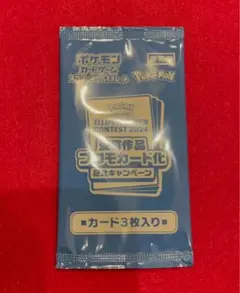 ポケモン
カードゲーム
Pokémon
ILLUSTRATION
CONTEST 2024
受賞作品
プロモカード化
記念キャンペーン
■カード3枚入り■